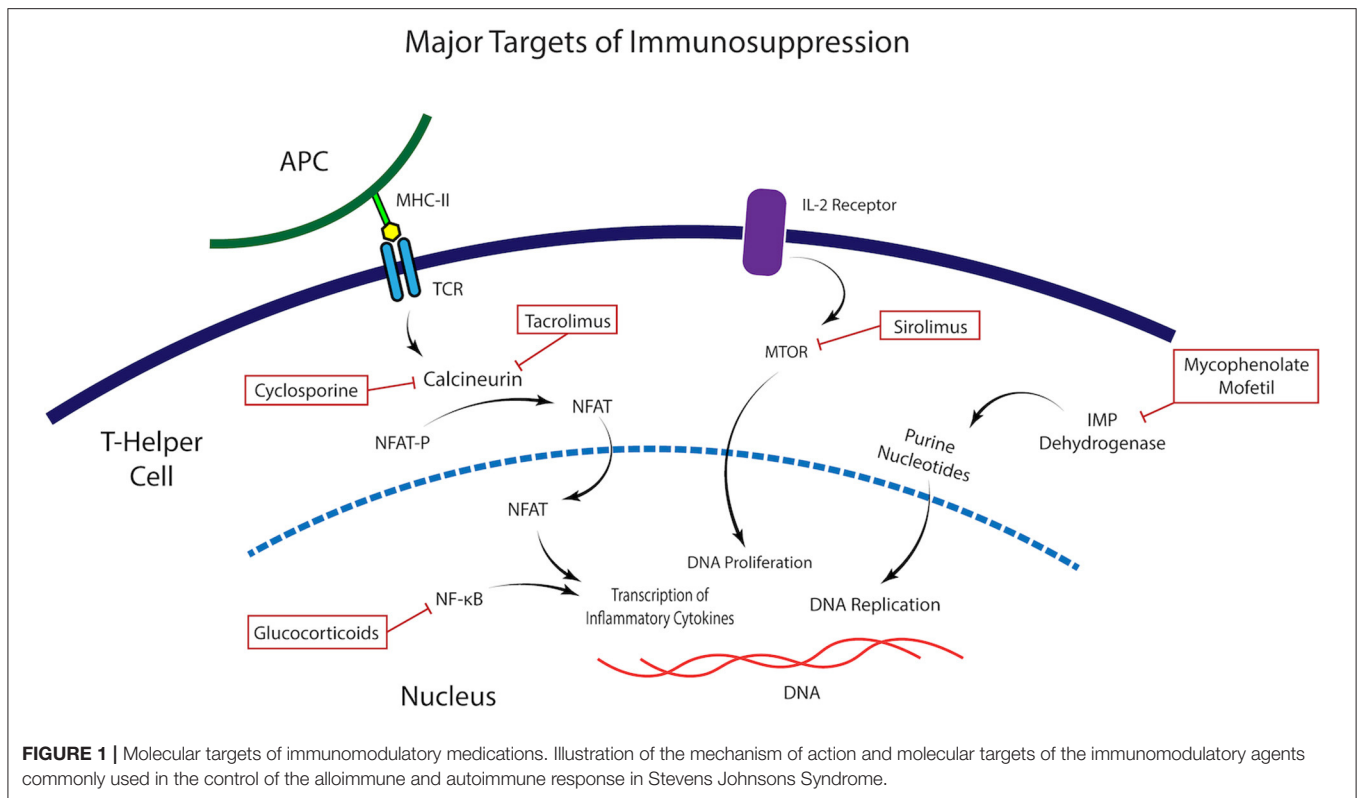 Major Targets of Immunosuppression
APC
MHC-II
TCR
IL-2 Receptor
Tacrolimus
Sirolimus
Cyclosporine
Calcineurin
MTOR
Mycophenolate
Mofetil
NFAT-P
NFAT
IMP
Dehydrogenase
Purine
Nucleotides
T-Helper
Cell
NFAT
DNA Proliferation
NF-κB
Transcription of
Inflammatory Cytokines
DNA Replication
Glucocorticoids
Nucleus
DNA
FIGURE 1 | Molecular targets of immunomodulatory medications. Illustration of the mechanism of action and molecular targets of the immunomodulatory agents
commonly used in the control of the alloimmune and autoimmune response in Stevens Johnsons Syndrome.